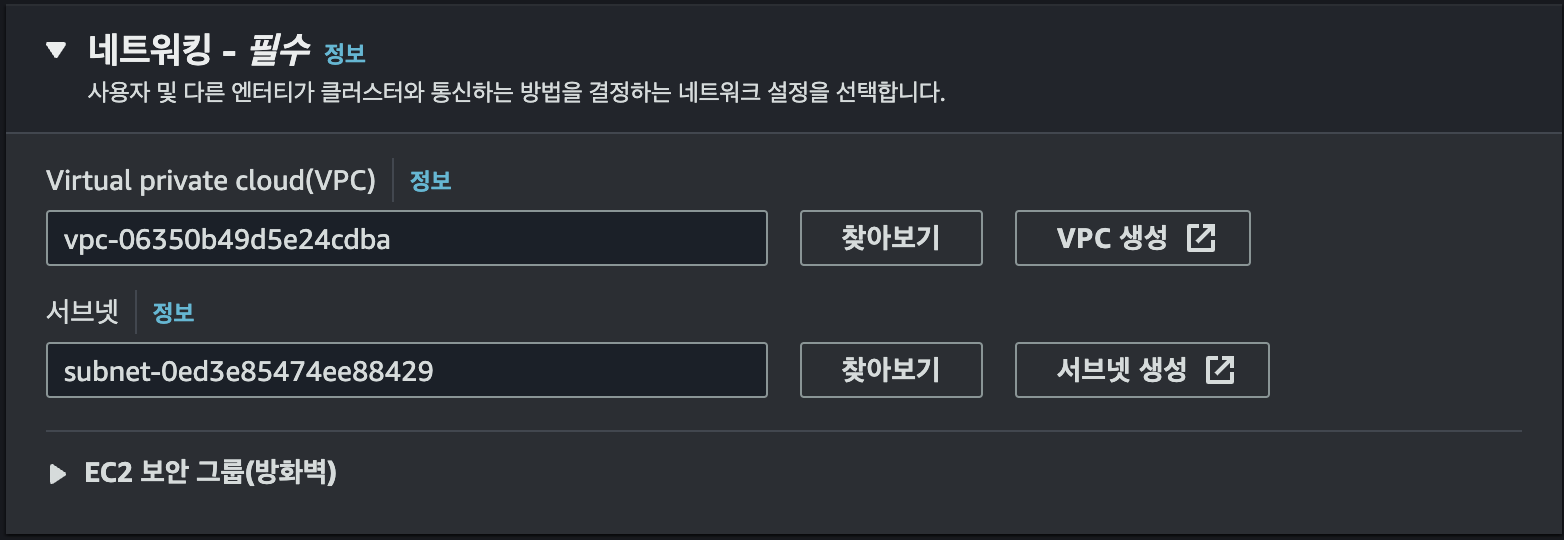 네트워킹 - 필수 정보
사용자 및 다른 엔터티가 클러스터와 통신하는 방법을 결정하는 네트워크 설정을 선택합니다.
Virtual private cloud(VPC) 정보
vpc-06350b49d5e24cdba 찾아보기 VPC 생성
서브넷 정보
subnet-0ed3e85474ee88429 찾아보기 서브넷 생성
EC2 보안 그룹(방화벽)